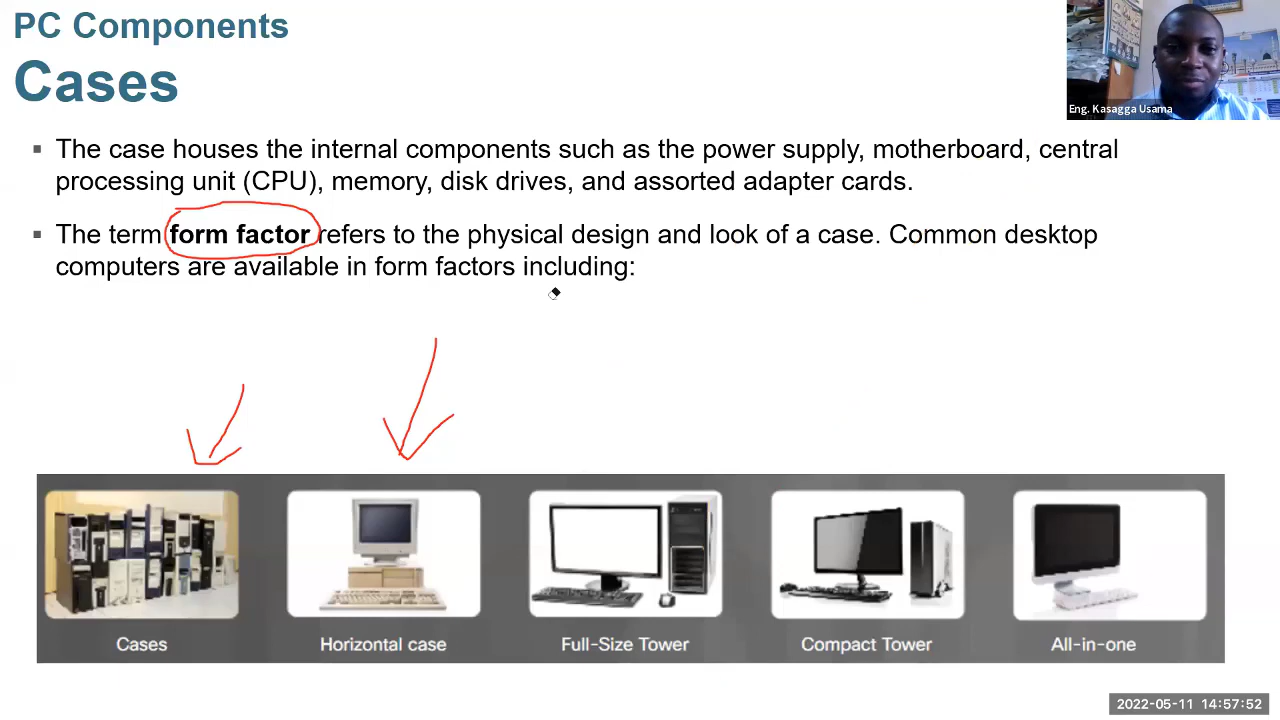 PC Components
Cases
Eng. Kasagga Usama
▪ The case houses the internal components such as the power supply, motherboard, central
processing unit (CPU), memory, disk drives, and assorted adapter cards.
▪ The term form factor refers to the physical design and look of a case. Common desktop
computers are available in form factors including:
Cases
Horizontal case
Full-Size Tower
Compact Tower
All-in-one
2022-05-11 14:57:52